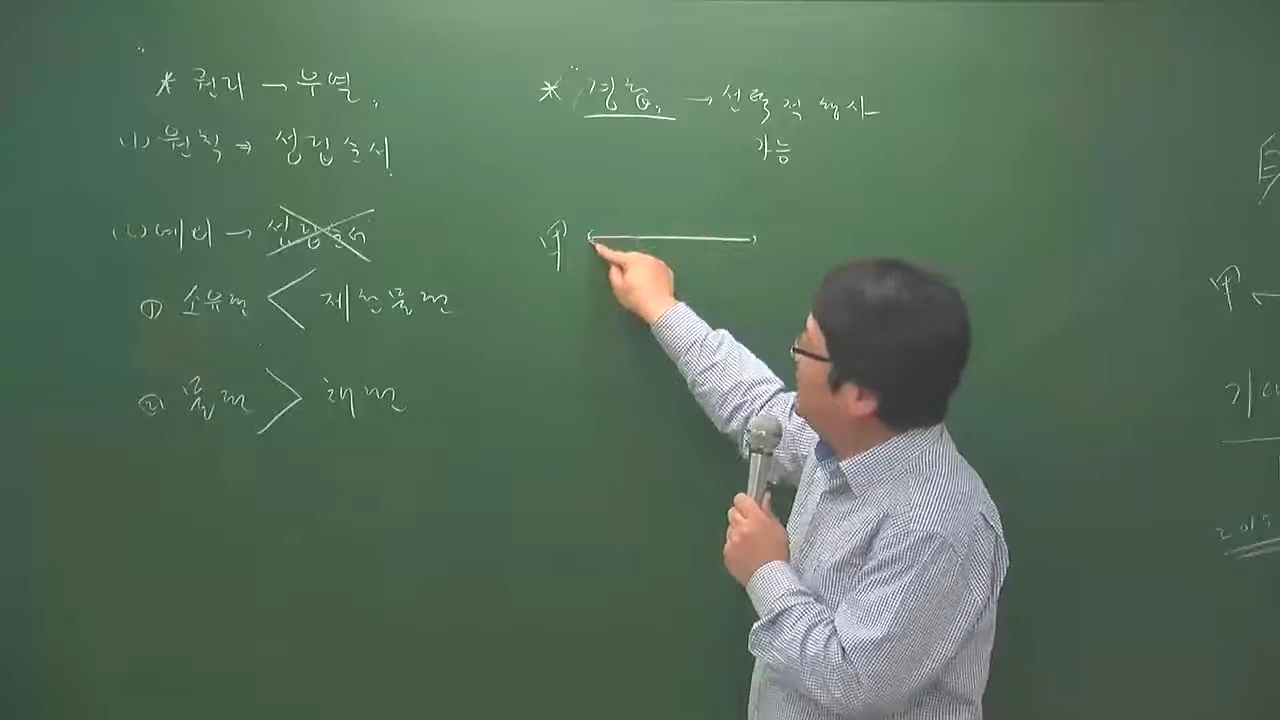 * 권리 → 우열
(1) 원칙 ⇒ 성립순서
(2) 예외 → 성립순서
① 소유권 < 제한물권
② 물권 > 채권
* 경합 → 선택적 행사
가능
甲
甲 ←
2015